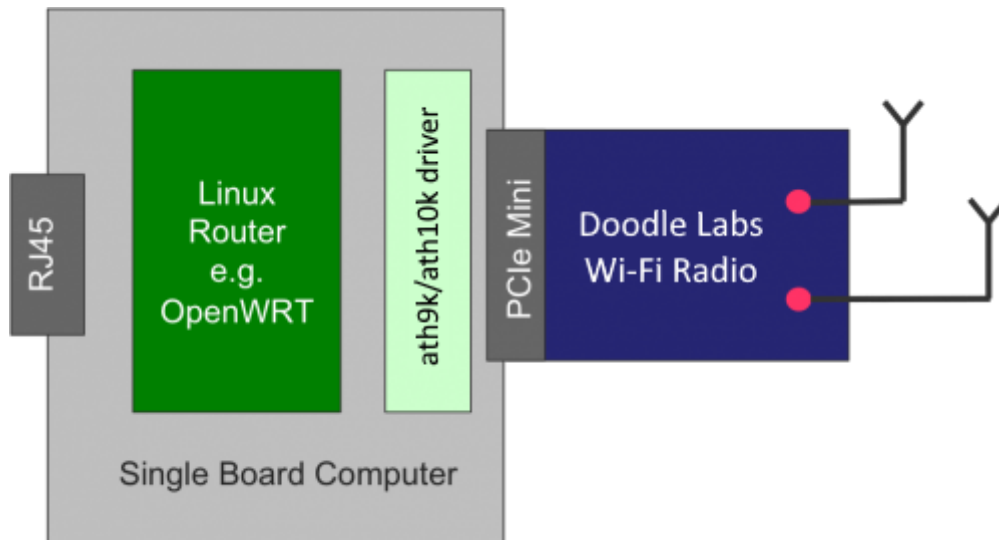 RJ45
Linux
Router
e.g.
OpenWRT
ath9k/ath10k driver
PCIe Mini
Doodle Labs
Wi-Fi Radio
Single Board Computer